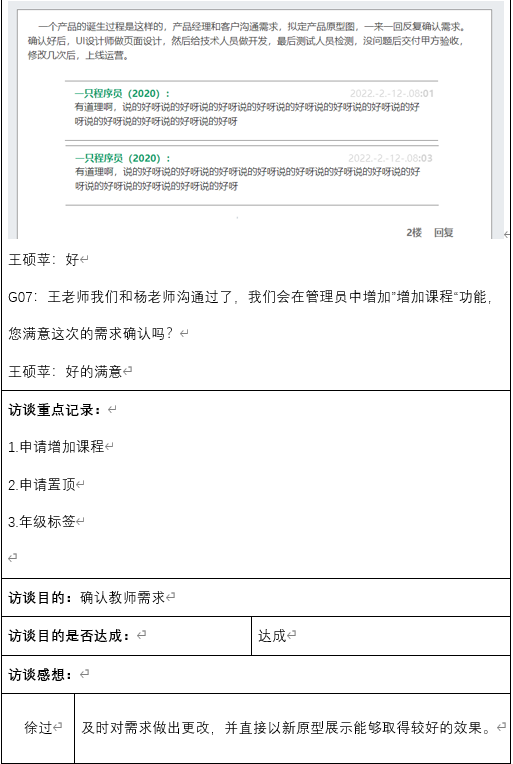 一个产品的诞生过程是这样的，产品经理和客户沟通需求，拟定产品原型图，一来一回反复确认需求。
确认好后，UI设计师做页面设计，然后给技术人员做开发，最后测试人员检测，没问题后交付甲方验收，
修改几次后，上线运营。
一只程序员（2020）： 2022.-2.-12-.08:01
有道理啊，说的好呀说的好呀说的好呀说的好呀说的好呀说的好呀说的好呀说的好
呀说的好呀说的好呀说的好呀说的好呀
一只程序员（2020）： 2022.-2.-12-.08:03
有道理啊，说的好呀说的好呀说的好呀说的好呀说的好呀说的好呀说的好呀说的好
呀说的好呀说的好呀说的好呀说的好呀
2楼 回复
王硕苹：好
G07：王老师我们和杨老师沟通过了，我们会在管理员中增加”增加课程“功能，
您满意这次的需求确认吗？
王硕苹：好的满意
访谈重点记录：
1.申请增加课程
2.申请置顶
3.年级标签
访谈目的：确认教师需求
访谈目的是否达成： 达成
访谈感想：
徐过 及时对需求做出更改，并直接以新原型展示能够取得较好的效果。